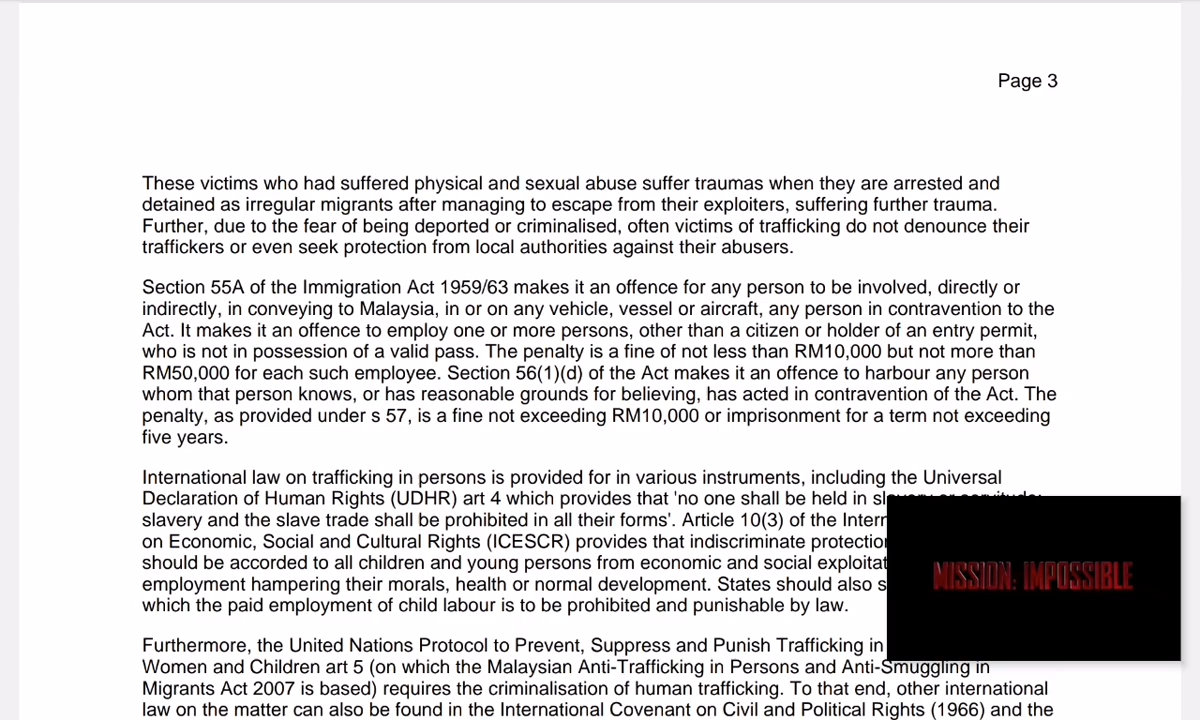 Page 3
These victims who had suffered physical and sexual abuse suffer traumas when they are arrested and
detained as irregular migrants after managing to escape from their exploiters, suffering further trauma.
Further, due to the fear of being deported or criminalised, often victims of trafficking do not denounce their
traffickers or even seek protection from local authorities against their abusers.
Section 55A of the Immigration Act 1959/63 makes it an offence for any person to be involved, directly or
indirectly, in conveying to Malaysia, in or on any vehicle, vessel or aircraft, any person in contravention to the
Act. It makes it an offence to employ one or more persons, other than a citizen or holder of an entry permit,
who is not in possession of a valid pass. The penalty is a fine of not less than RM10,000 but not more than
RM50,000 for each such employee. Section 56(1)(d) of the Act makes it an offence to harbour any person
whom that person knows, or has reasonable grounds for believing, has acted in contravention of the Act. The
penalty, as provided under s 57, is a fine not exceeding RM10,000 or imprisonment for a term not exceeding
five years.
International law on trafficking in persons is provided for in various instruments, including the Universal
Declaration of Human Rights (UDHR) art 4 which provides that 'no one shall be held in slavery or servitude;
slavery and the slave trade shall be prohibited in all their forms'. Article 10(3) of the
on Economic, Social and Cultural Rights (ICESCR) provides that indiscriminate
should be accorded to all children and young persons from economic and social
employment hampering their morals, health or normal development. States should also
which the paid employment of child labour is to be prohibited and punishable by law.
MISSION: IMPOSSIBLE
Furthermore, the United Nations Protocol to Prevent, Suppress and Punish Trafficking in
Women and Children art 5 (on which the Malaysian Anti-Trafficking in Persons and Anti-Smuggling in
Migrants Act 2007 is based) requires the criminalisation of human trafficking. To that end, other international
law on the matter can also be found in the International Covenant on Civil and Political Rights (1966) and the